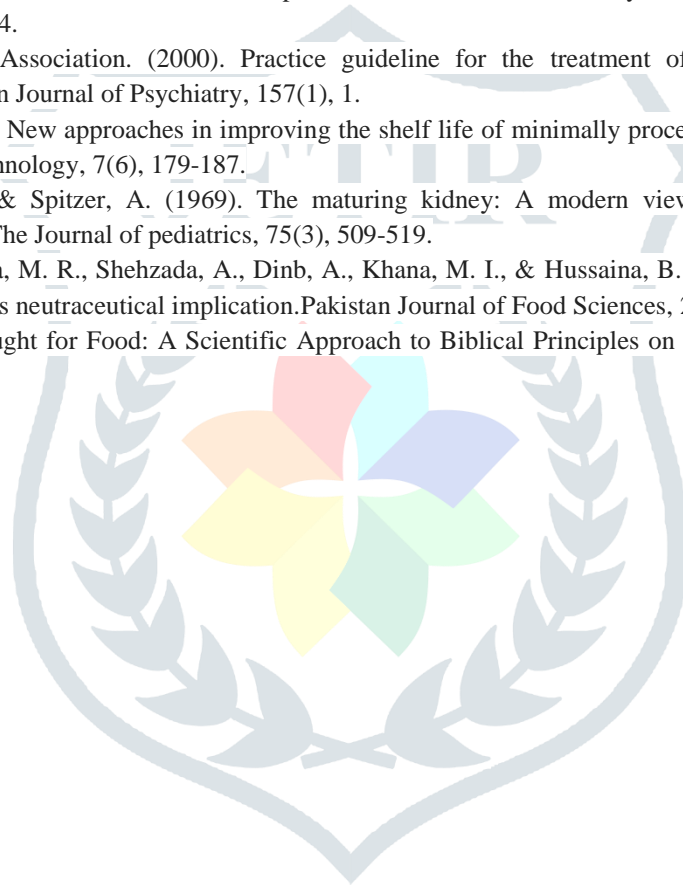 4.
Association. (2000). Practice guideline for the treatment of
n Journal of Psychiatry, 157(1), 1.
New approaches in improving the shelf life of minimally proce
hnology, 7(6), 179-187.
& Spitzer, A. (1969). The maturing kidney: A modern view
The Journal of pediatrics, 75(3), 509-519.
a, M. R., Shehzada, A., Dinb, A., Khana, M. I., & Hussaina, B.
s neutraceutical implication.Pakistan Journal of Food Sciences, 2
ught for Food: A Scientific Approach to Biblical Principles on
JETIR